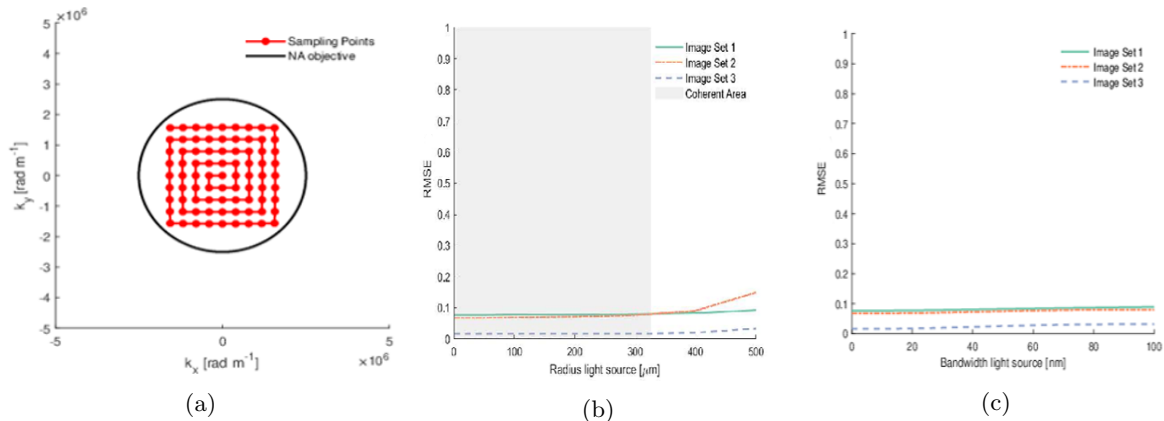 ×10⁶
5
4
3
2
1
0
-1
-2
-3
-4
-5
k_y [rad m⁻¹]
Sampling Points
NA objective
-5
0
5
×10⁶
k_x [rad m⁻¹]
(a)
1
0.9
0.8
0.7
0.6
0.5
0.4
0.3
0.2
0.1
0
RMSE
Image Set 1
Image Set 2
Image Set 3
Coherent Area
0
100
200
300
400
500
Radius light source [μm]
(b)
1
0.9
0.8
0.7
0.6
0.5
0.4
0.3
0.2
0.1
0
RMSE
Image Set 1
Image Set 2
Image Set 3
0
20
40
60
80
100
Bandwidth light source [nm]
(c)